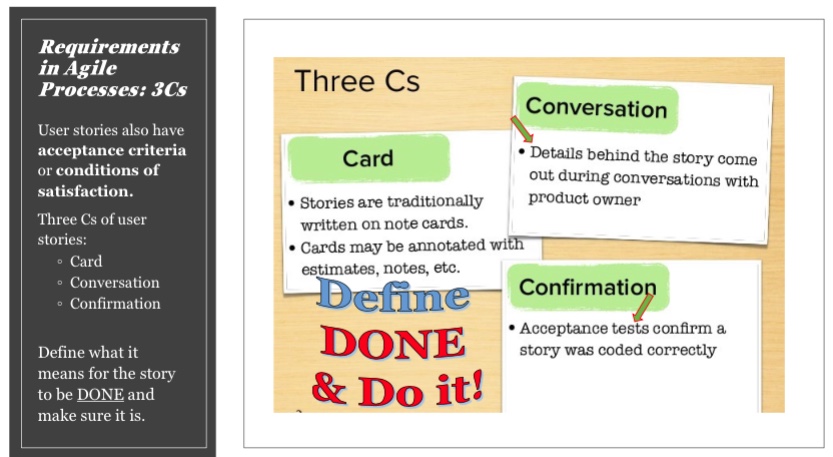 Requirements
in Agile
Processes: 3Cs
User stories also have
acceptance criteria
or conditions of
satisfaction.
Three Cs of user
stories:
◦ Card
◦ Conversation
◦ Confirmation
Define what it
means for the story
to be DONE and
make sure it is.
Three Cs
Card
• Stories are traditionally
written on note cards.
• Cards may be annotated with
estimates, notes, etc.
Conversation
• Details behind the story come
out during conversations with
product owner
Confirmation
• Acceptance tests confirm a
story was coded correctly
Define
DONE
& Do it!